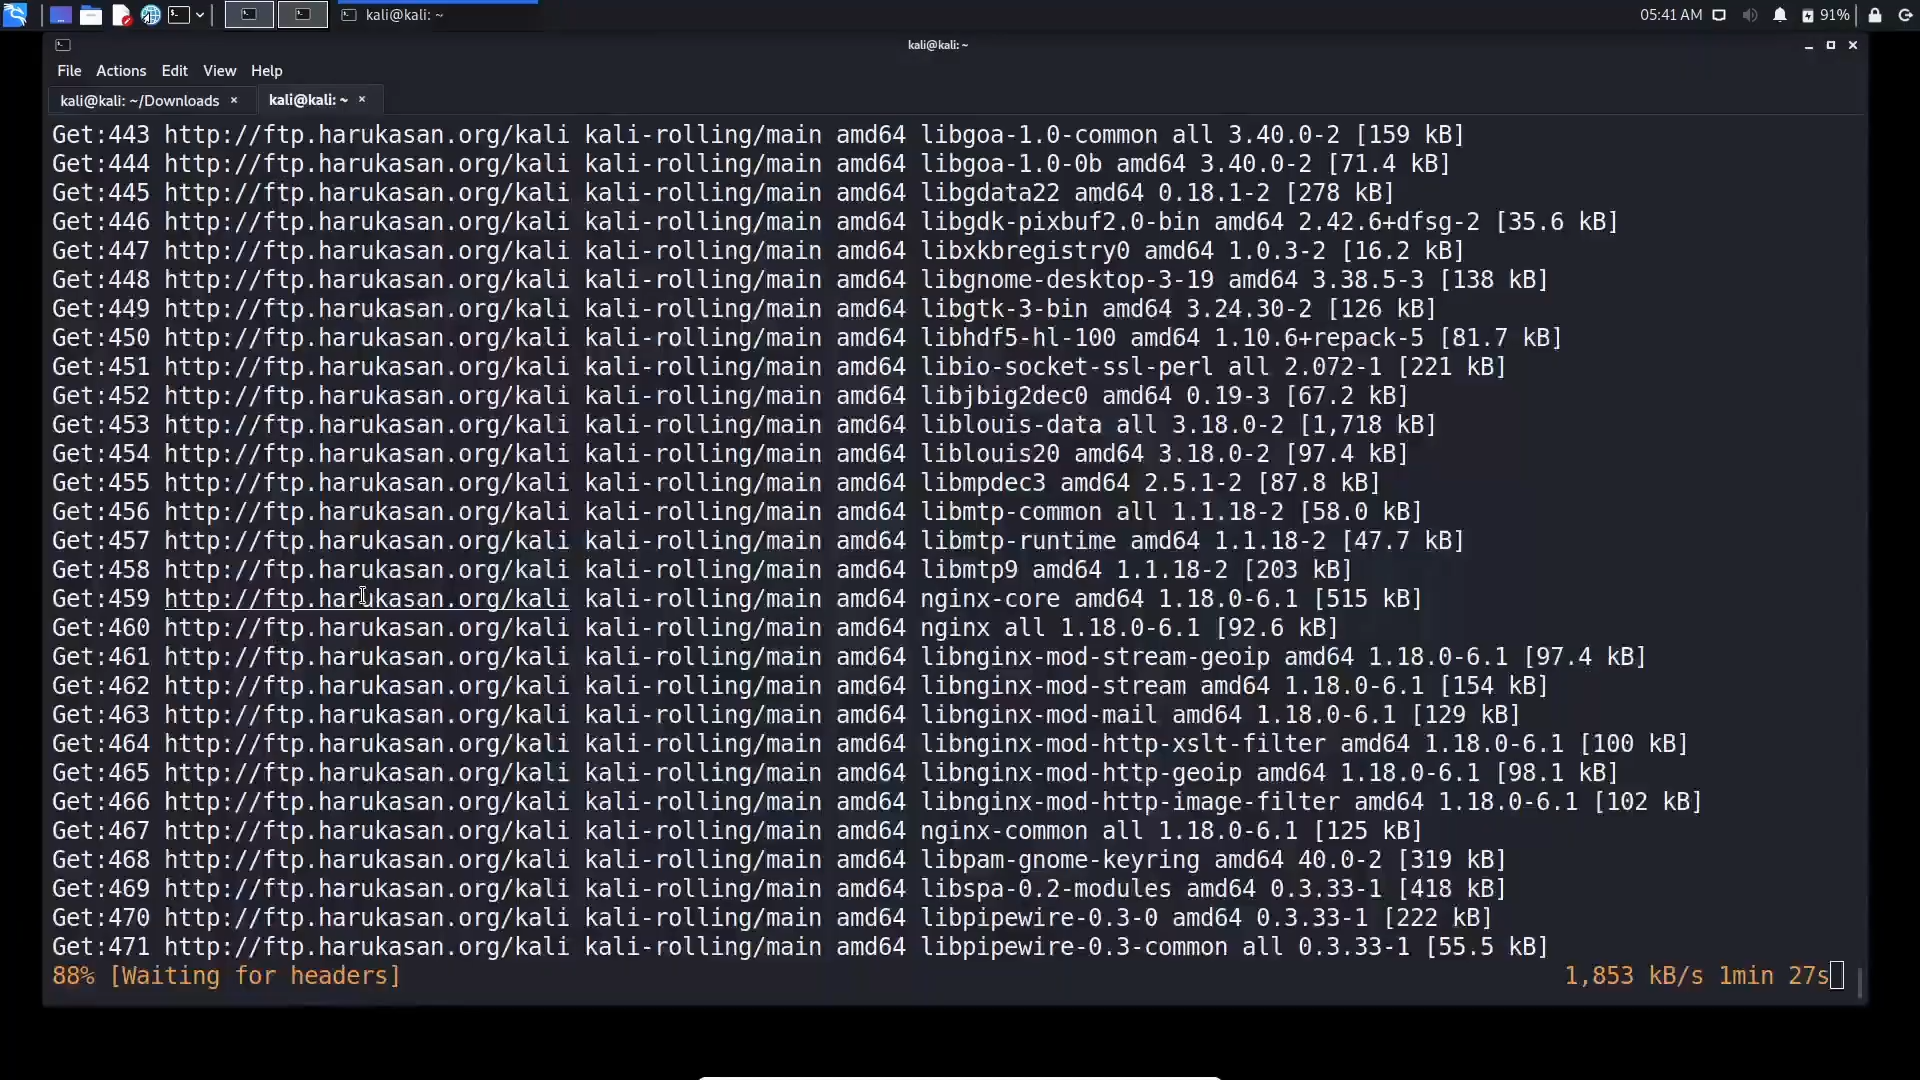 kali@kali: ~
05:41 AM
91%
kali@kali: ~
File Actions Edit View Help
kali@kali: ~/Downloads × kali@kali: ~ ×
Get:443 http://ftp.harukasan.org/kali kali-rolling/main amd64 libgoa-1.0-common all 3.40.0-2 [159 kB]
Get:444 http://ftp.harukasan.org/kali kali-rolling/main amd64 libgoa-1.0-0b amd64 3.40.0-2 [71.4 kB]
Get:445 http://ftp.harukasan.org/kali kali-rolling/main amd64 libgdata22 amd64 0.18.1-2 [278 kB]
Get:446 http://ftp.harukasan.org/kali kali-rolling/main amd64 libgdk-pixbuf2.0-bin amd64 2.42.6+dfsg-2 [35.6 kB]
Get:447 http://ftp.harukasan.org/kali kali-rolling/main amd64 libxkbregistry0 amd64 1.0.3-2 [16.2 kB]
Get:448 http://ftp.harukasan.org/kali kali-rolling/main amd64 libgnome-desktop-3-19 amd64 3.38.5-3 [138 kB]
Get:449 http://ftp.harukasan.org/kali kali-rolling/main amd64 libgtk-3-bin amd64 3.24.30-2 [126 kB]
Get:450 http://ftp.harukasan.org/kali kali-rolling/main amd64 libhdf5-hl-100 amd64 1.10.6+repack-5 [81.7 kB]
Get:451 http://ftp.harukasan.org/kali kali-rolling/main amd64 libio-socket-ssl-perl all 2.072-1 [221 kB]
Get:452 http://ftp.harukasan.org/kali kali-rolling/main amd64 libjbig2dec0 amd64 0.19-3 [67.2 kB]
Get:453 http://ftp.harukasan.org/kali kali-rolling/main amd64 liblouis-data all 3.18.0-2 [1,718 kB]
Get:454 http://ftp.harukasan.org/kali kali-rolling/main amd64 liblouis20 amd64 3.18.0-2 [97.4 kB]
Get:455 http://ftp.harukasan.org/kali kali-rolling/main amd64 libmpdec3 amd64 2.5.1-2 [87.8 kB]
Get:456 http://ftp.harukasan.org/kali kali-rolling/main amd64 libmtp-common all 1.1.18-2 [58.0 kB]
Get:457 http://ftp.harukasan.org/kali kali-rolling/main amd64 libmtp-runtime amd64 1.1.18-2 [47.7 kB]
Get:458 http://ftp.harukasan.org/kali kali-rolling/main amd64 libmtp9 amd64 1.1.18-2 [203 kB]
Get:459 http://ftp.harukasan.org/kali kali-rolling/main amd64 nginx-core amd64 1.18.0-6.1 [515 kB]
Get:460 http://ftp.harukasan.org/kali kali-rolling/main amd64 nginx all 1.18.0-6.1 [92.6 kB]
Get:461 http://ftp.harukasan.org/kali kali-rolling/main amd64 libnginx-mod-stream-geoip amd64 1.18.0-6.1 [97.4 kB]
Get:462 http://ftp.harukasan.org/kali kali-rolling/main amd64 libnginx-mod-stream amd64 1.18.0-6.1 [154 kB]
Get:463 http://ftp.harukasan.org/kali kali-rolling/main amd64 libnginx-mod-mail amd64 1.18.0-6.1 [129 kB]
Get:464 http://ftp.harukasan.org/kali kali-rolling/main amd64 libnginx-mod-http-xslt-filter amd64 1.18.0-6.1 [100 kB]
Get:465 http://ftp.harukasan.org/kali kali-rolling/main amd64 libnginx-mod-http-geoip amd64 1.18.0-6.1 [98.1 kB]
Get:466 http://ftp.harukasan.org/kali kali-rolling/main amd64 libnginx-mod-http-image-filter amd64 1.18.0-6.1 [102 kB]
Get:467 http://ftp.harukasan.org/kali kali-rolling/main amd64 nginx-common all 1.18.0-6.1 [125 kB]
Get:468 http://ftp.harukasan.org/kali kali-rolling/main amd64 libpam-gnome-keyring amd64 40.0-2 [319 kB]
Get:469 http://ftp.harukasan.org/kali kali-rolling/main amd64 libspa-0.2-modules amd64 0.3.33-1 [418 kB]
Get:470 http://ftp.harukasan.org/kali kali-rolling/main amd64 libpipewire-0.3-0 amd64 0.3.33-1 [222 kB]
Get:471 http://ftp.harukasan.org/kali kali-rolling/main amd64 libpipewire-0.3-common all 0.3.33-1 [55.5 kB]
88% [Waiting for headers] 1,853 kB/s 1min 27s